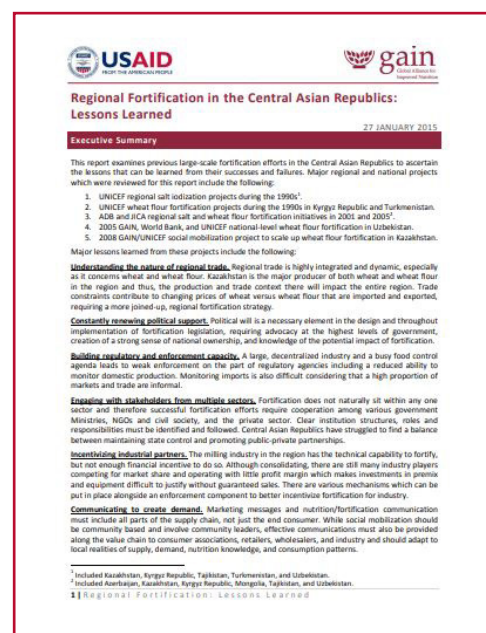 USAID
FROM THE AMERICAN PEOPLE
gain
Global Alliance for
Improved Nutrition
Regional Fortification in the Central Asian Republics:
Lessons Learned
27 JANUARY 2015
Executive Summary
This report examines previous large-scale fortification efforts in the Central Asian Republics to ascertain
the lessons that can be learned from their successes and failures. Major regional and national projects
which were reviewed for this report include the following:
1. UNICEF regional salt iodization projects during the 1990s¹.
2. UNICEF wheat flour fortification projects during the 1990s in Kyrgyz Republic and Turkmenistan.
3. ADB and JICA regional salt and wheat flour fortification initiatives in 2001 and 2005².
4. 2005 GAIN, World Bank, and UNICEF national-level wheat flour fortification in Uzbekistan.
5. 2008 GAIN/UNICEF social mobilization project to scale up wheat flour fortification in Kazakhstan.
Major lessons learned from these projects include the following:
Understanding the nature of regional trade. Regional trade is highly integrated and dynamic, especially
as it concerns wheat and wheat flour. Kazakhstan is the major producer of both wheat and wheat flour
in the region and thus, the production and trade context there will impact the entire region. Trade
constraints contribute to changing prices of wheat versus wheat flour that are imported and exported,
requiring a more joined-up, regional fortification strategy.
Constantly renewing political support. Political will is a necessary element in the design and throughout
implementation of fortification legislation, requiring advocacy at the highest levels of government,
creation of a strong sense of national ownership, and knowledge of the potential impact of fortification.
Building regulatory and enforcement capacity. A large, decentralized industry and a busy food control
agenda leads to weak enforcement on the part of regulatory agencies including a reduced ability to
monitor domestic production. Monitoring imports is also difficult considering that a high proportion of
markets and trade are informal.
Engaging with stakeholders from multiple sectors. Fortification does not naturally sit within any one
sector and therefore successful fortification efforts require cooperation among various government
Ministries, NGOs and civil society, and the private sector. Clear institution structures, roles and
responsibilities must be identified and followed. Central Asian Republics have struggled to find a balance
between maintaining state control and promoting public-private partnerships.
Incentivizing industrial partners. The milling industry in the region has the technical capability to fortify,
but not enough financial incentive to do so. Although consolidating, there are still many industry players
competing for market share and operating with little profit margin which makes investments in premix
and equipment difficult to justify without guaranteed sales. There are various mechanisms which can be
put in place alongside an enforcement component to better incentivize fortification for industry.
Communicating to create demand. Marketing messages and nutrition/fortification communication
must include all parts of the supply chain, not just the end consumer. While social mobilization should
be community based and involve community leaders, effective communications must also be provided
along the value chain to consumer associations, retailers, wholesalers, and industry and should adapt to
local realities of supply, demand, nutrition knowledge, and consumption patterns.
¹ Included Kazakhstan, Kyrgyz Republic, Tajikistan, Turkmenistan, and Uzbekistan.
² Included Azerbaijan, Kazakhstan, Kyrgyz Republic, Mongolia, Tajikistan, and Uzbekistan.
1 | Regional Fortification: Lessons Learned